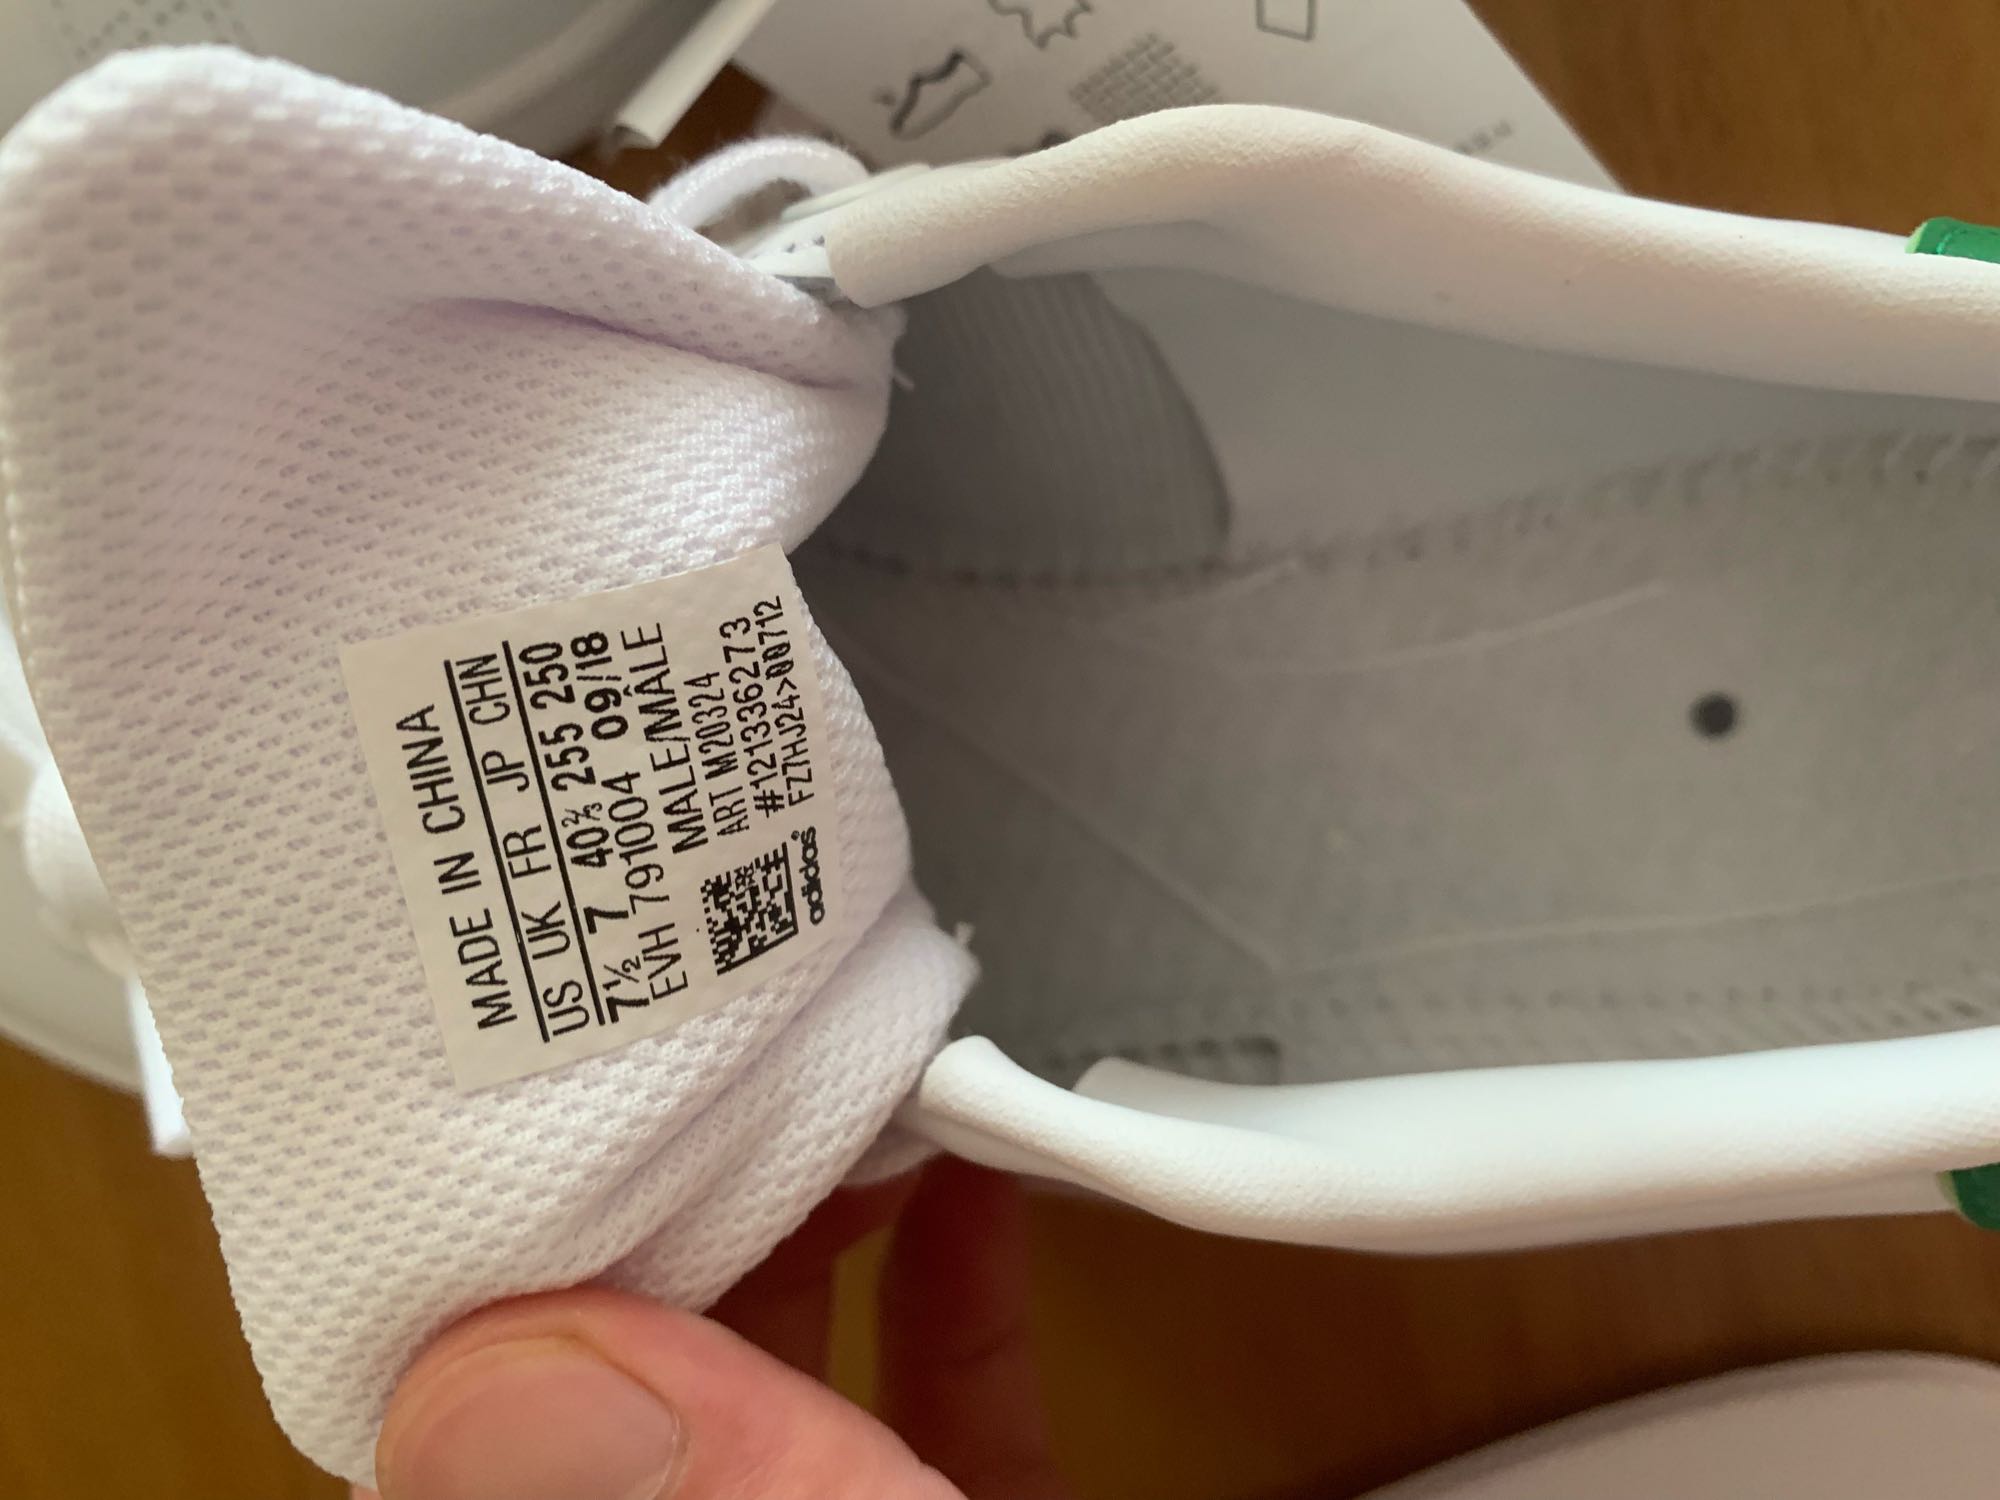 MADE IN CHINA
US UK FR JP CHN
7½ 7 40⅔ 255 250
EVH 791004 09/18
MALE/MÂLE
ART M20324
#121336273
FZ7HJ24>00712
adidas®